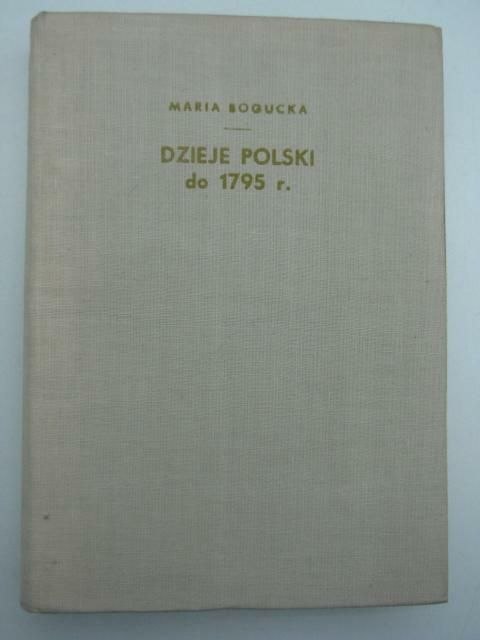 MARIA BOGUCKA
DZIEJE POLSKI
do 1795 r.